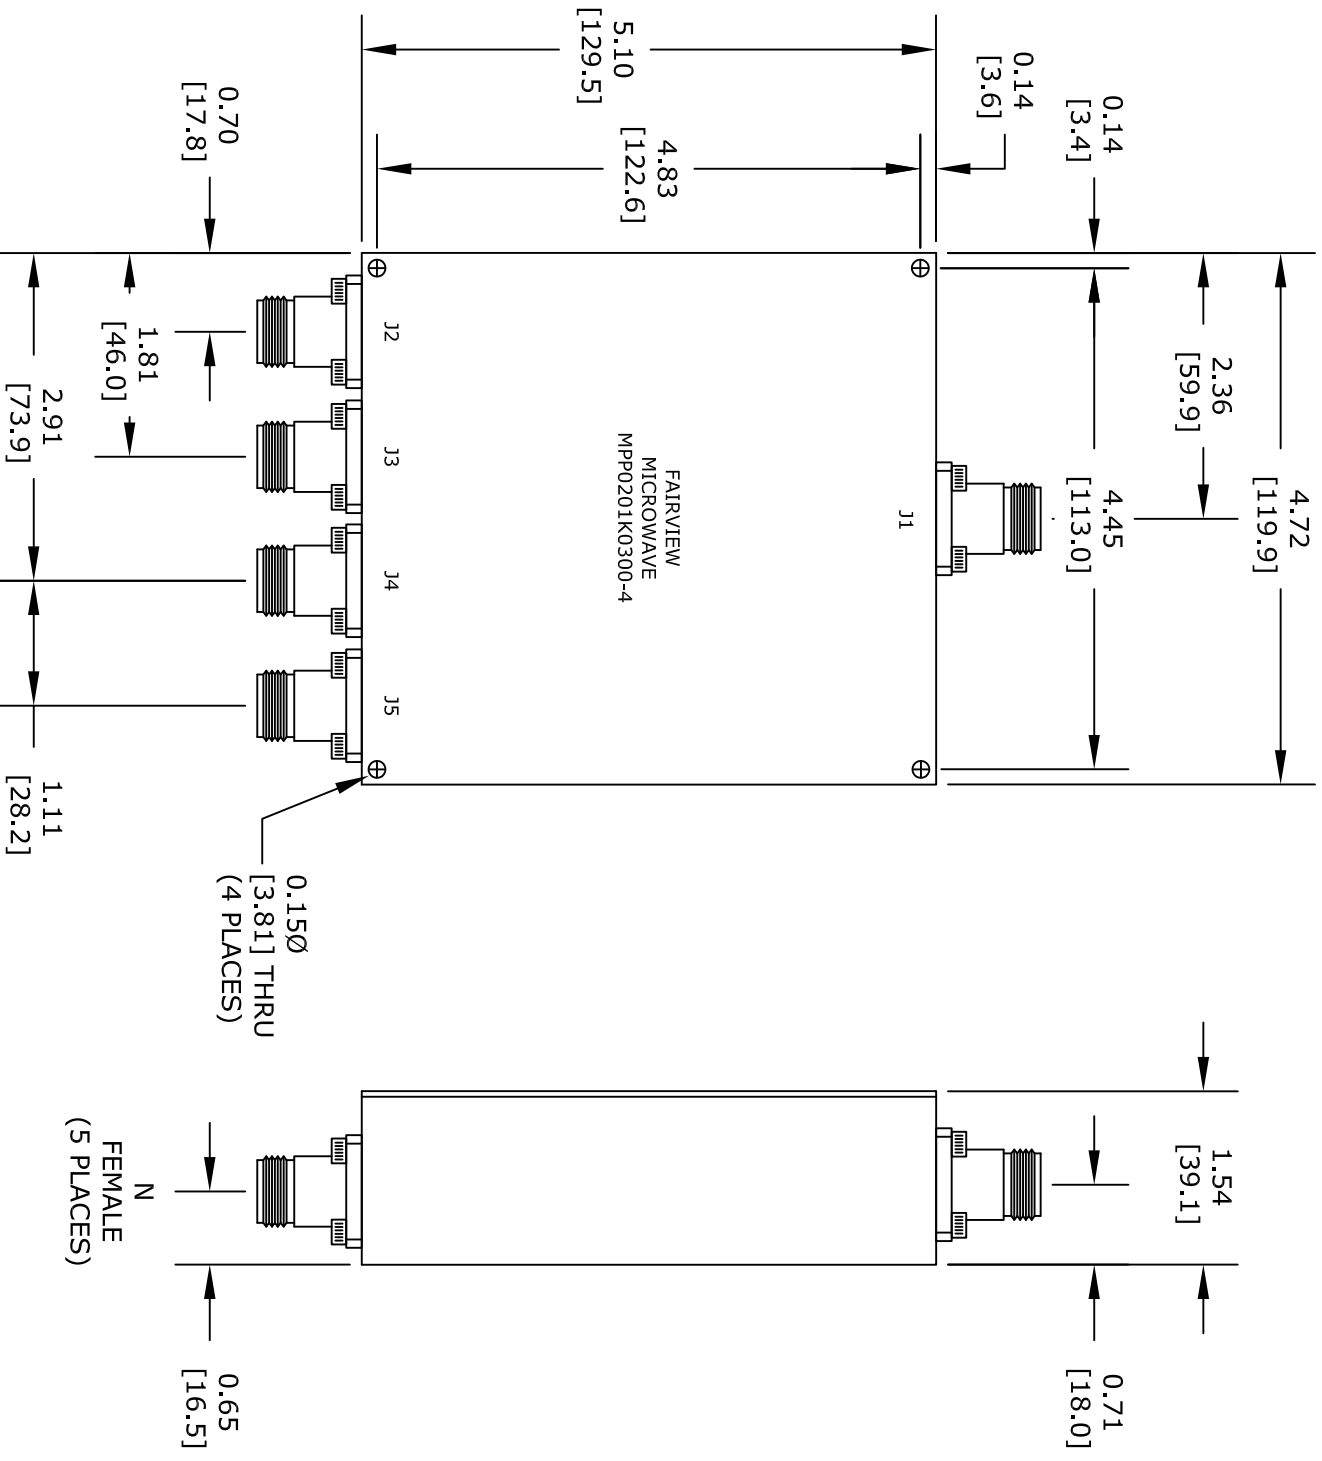 4.72
[119.9]
2.36
[59.9]
4.45
[113.0]
0.14
[3.4]
0.14
[3.6]
J1
4.83
[122.6]
5.10
[129.5]
FAIRVIEW
MICROWAVE
MPP0201K0300-4
J2
J3
J4
J5
0.70
[17.8]
1.81
[46.0]
2.91
[73.9]
1.11
[28.2]
0.15Ø
[3.81] THRU
(4 PLACES)
1.54
[39.1]
0.71
[18.0]
0.65
[16.5]
N
FEMALE
(5 PLACES)